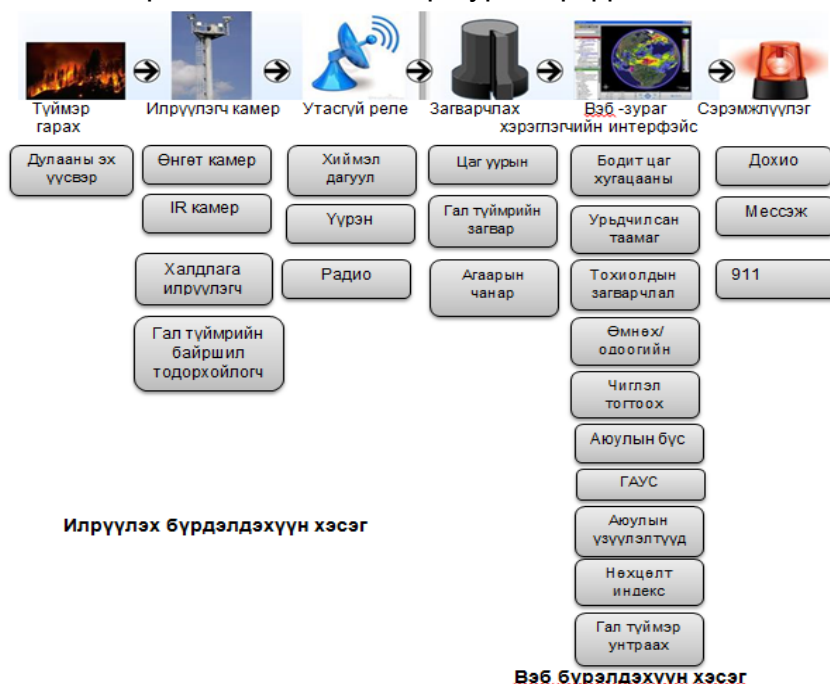 Түймэр
гарах
Илрүүлэгч камер
Утасгүй реле
Загварчлах
Вэб -зураг
хэрэглэгчийн интерфэйс
Сэрэмжлүүлэг
Дулааны эх
үүсвэр
Өнгөт камер
IR камер
Халдлага
илрүүлэгч
Гал түймрийн
байршил
тодорхойлогч
Хиймэл
дагуул
Үүрэн
Радио
Цаг уурын
Гал түймрийн
загвар
Агаарын
чанар
Бодит цаг
хугацааны
Урьдчилсан
таамаг
Тохиолдын
загварчлал
Өмнөх/
одоогийн
Чиглэл
тогтоох
Аюулын бүс
ГАУС
Аюулын
үзүүлэлтүүд
Нөхцөлт
индекс
Гал түймэр
унтраах
Дохио
Мессэж
911
Илрүүлэх бүрдэлдэхүүн хэсэг
Вэб бүрэлдэхүүн хэсэг